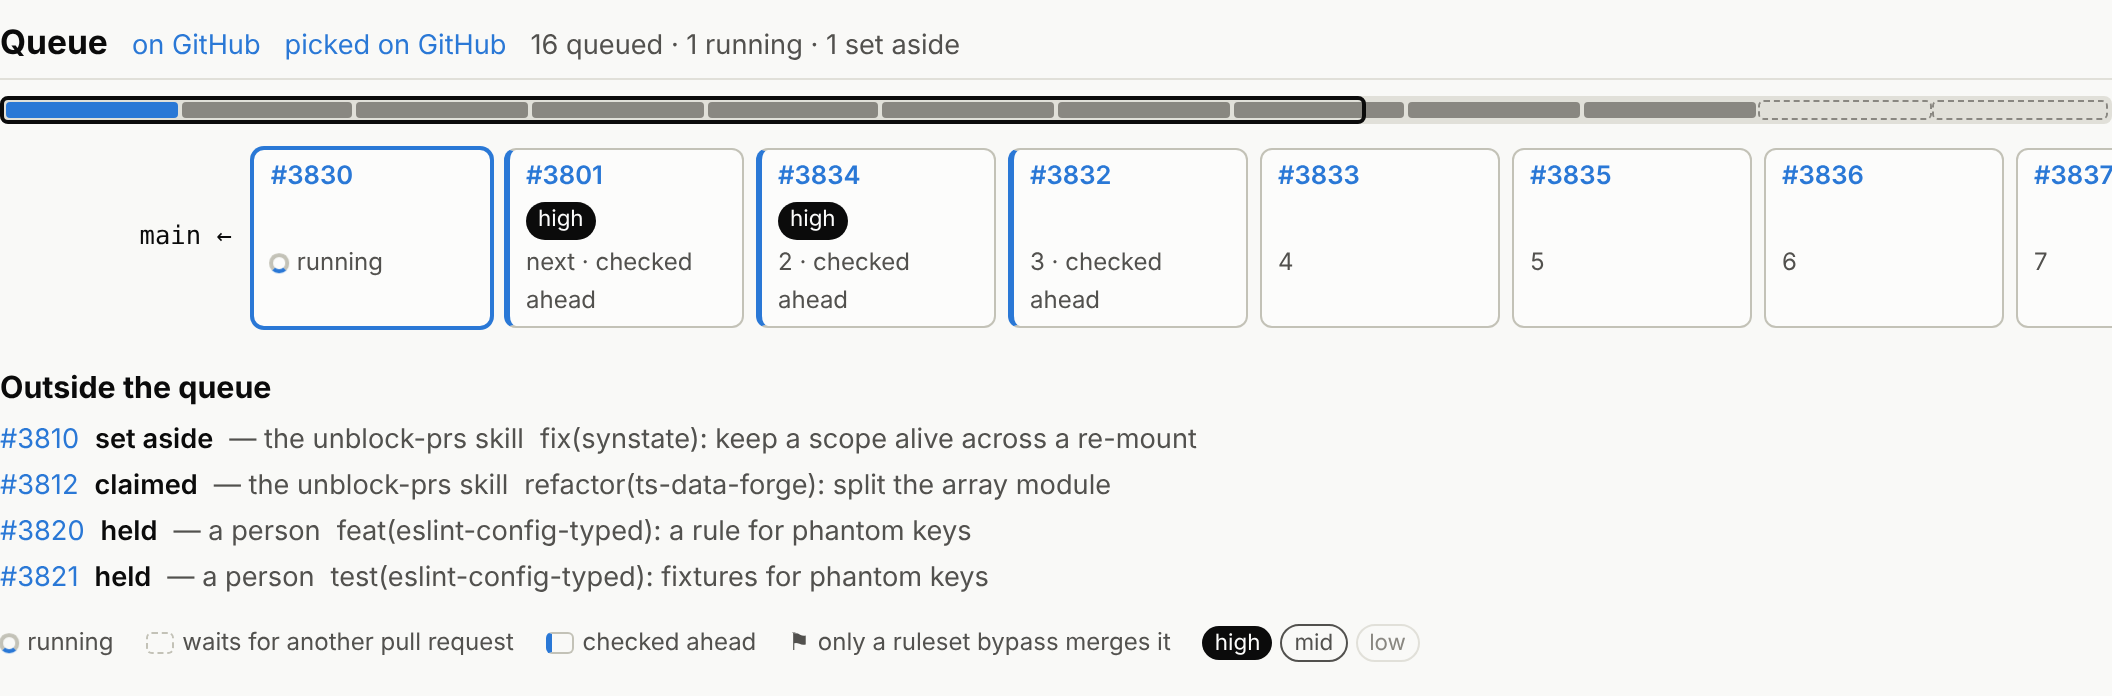 Queue on GitHub picked on GitHub 16 queued · 1 running · 1 set aside
main ←
#3830
running
#3801
high
next · checked
ahead
#3834
high
2 · checked
ahead
#3832
3 · checked
ahead
#3833
4
#3835
5
#3836
6
#3837
7
Outside the queue
#3810 set aside — the unblock-prs skill fix(synstate): keep a scope alive across a re-mount
#3812 claimed — the unblock-prs skill refactor(ts-data-forge): split the array module
#3820 held — a person feat(eslint-config-typed): a rule for phantom keys
#3821 held — a person test(eslint-config-typed): fixtures for phantom keys
running waits for another pull request checked ahead ⚑ only a ruleset bypass merges it high mid low